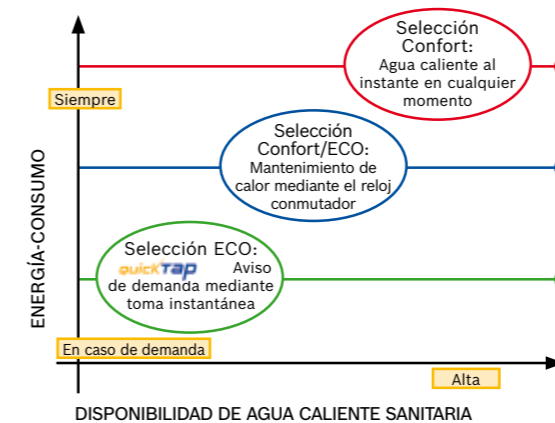 Selección
Confort:
Agua caliente al
instante en cualquier
momento
Siempre
Selección
Confort/ECO:
Mantenimiento de
calor mediante el reloj
conmutador
ENERGÍA-CONSUMO
Selección ECO:
quickTap Aviso
de demanda mediante
toma instantánea
En caso de demanda
Alta
DISPONIBILIDAD DE AGUA CALIENTE SANITARIA